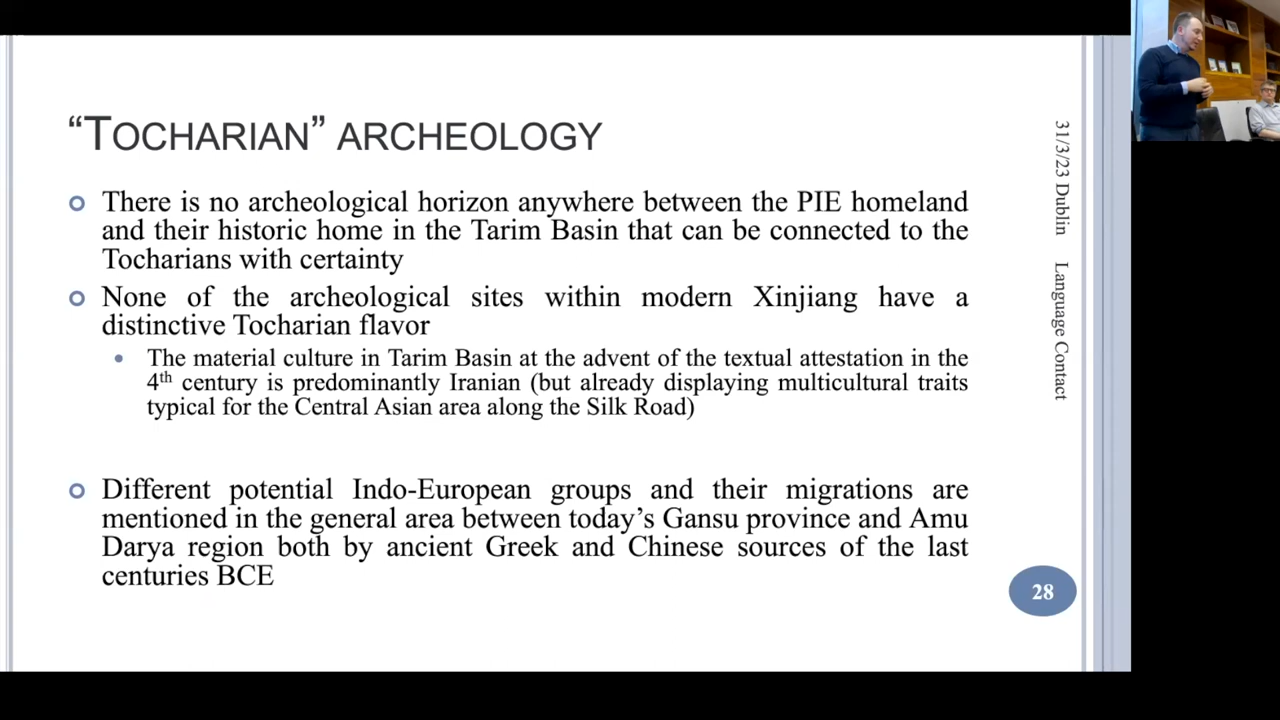 “TOCHARIAN” ARCHEOLOGY
There is no archeological horizon anywhere between the PIE homeland
and their historic home in the Tarim Basin that can be connected to the
Tocharians with certainty
None of the archeological sites within modern Xinjiang have a
distinctive Tocharian flavor
The material culture in Tarim Basin at the advent of the textual attestation in the
4th century is predominantly Iranian (but already displaying multicultural traits
typical for the Central Asian area along the Silk Road)
Different potential Indo-European groups and their migrations are
mentioned in the general area between today’s Gansu province and Amu
Darya region both by ancient Greek and Chinese sources of the last
centuries BCE
31/3/23 Dublin Language Contact
28